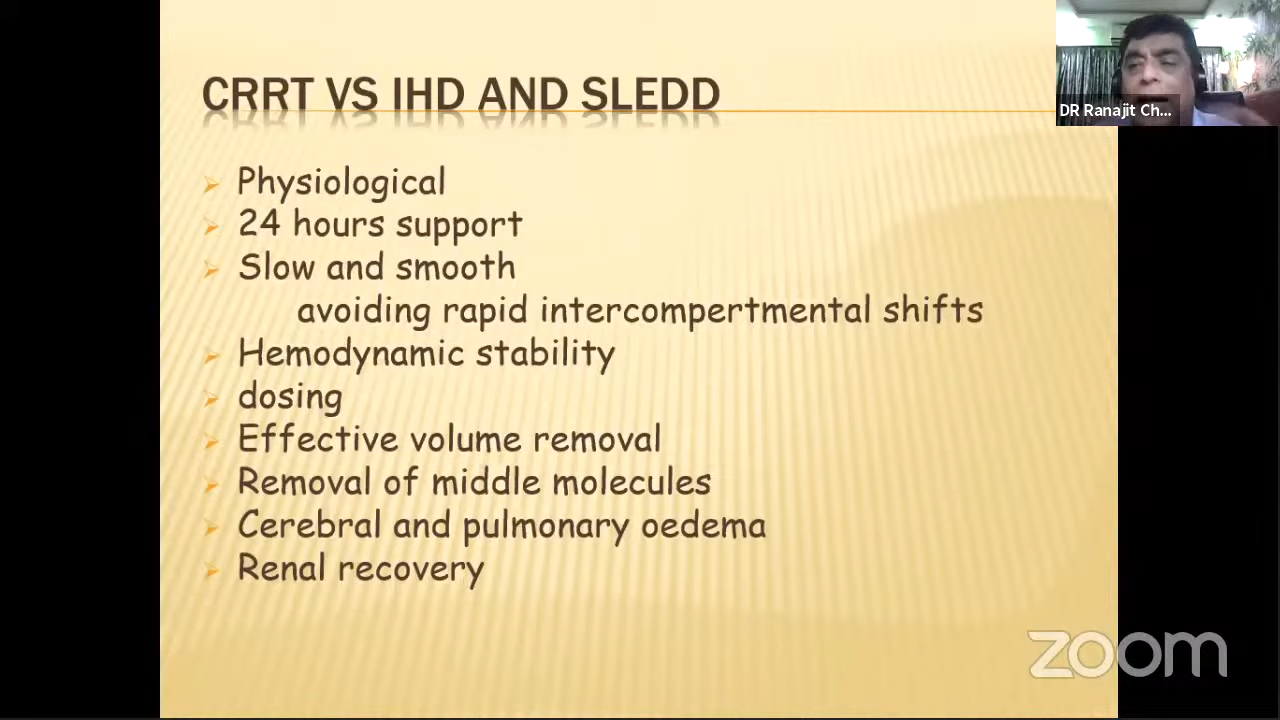 CRRT VS IHD AND SLEDD
DR Ranajit Ch...
Physiological
24 hours support
Slow and smooth
avoiding rapid intercompertmental shifts
Hemodynamic stability
dosing
Effective volume removal
Removal of middle molecules
Cerebral and pulmonary oedema
Renal recovery
zoom